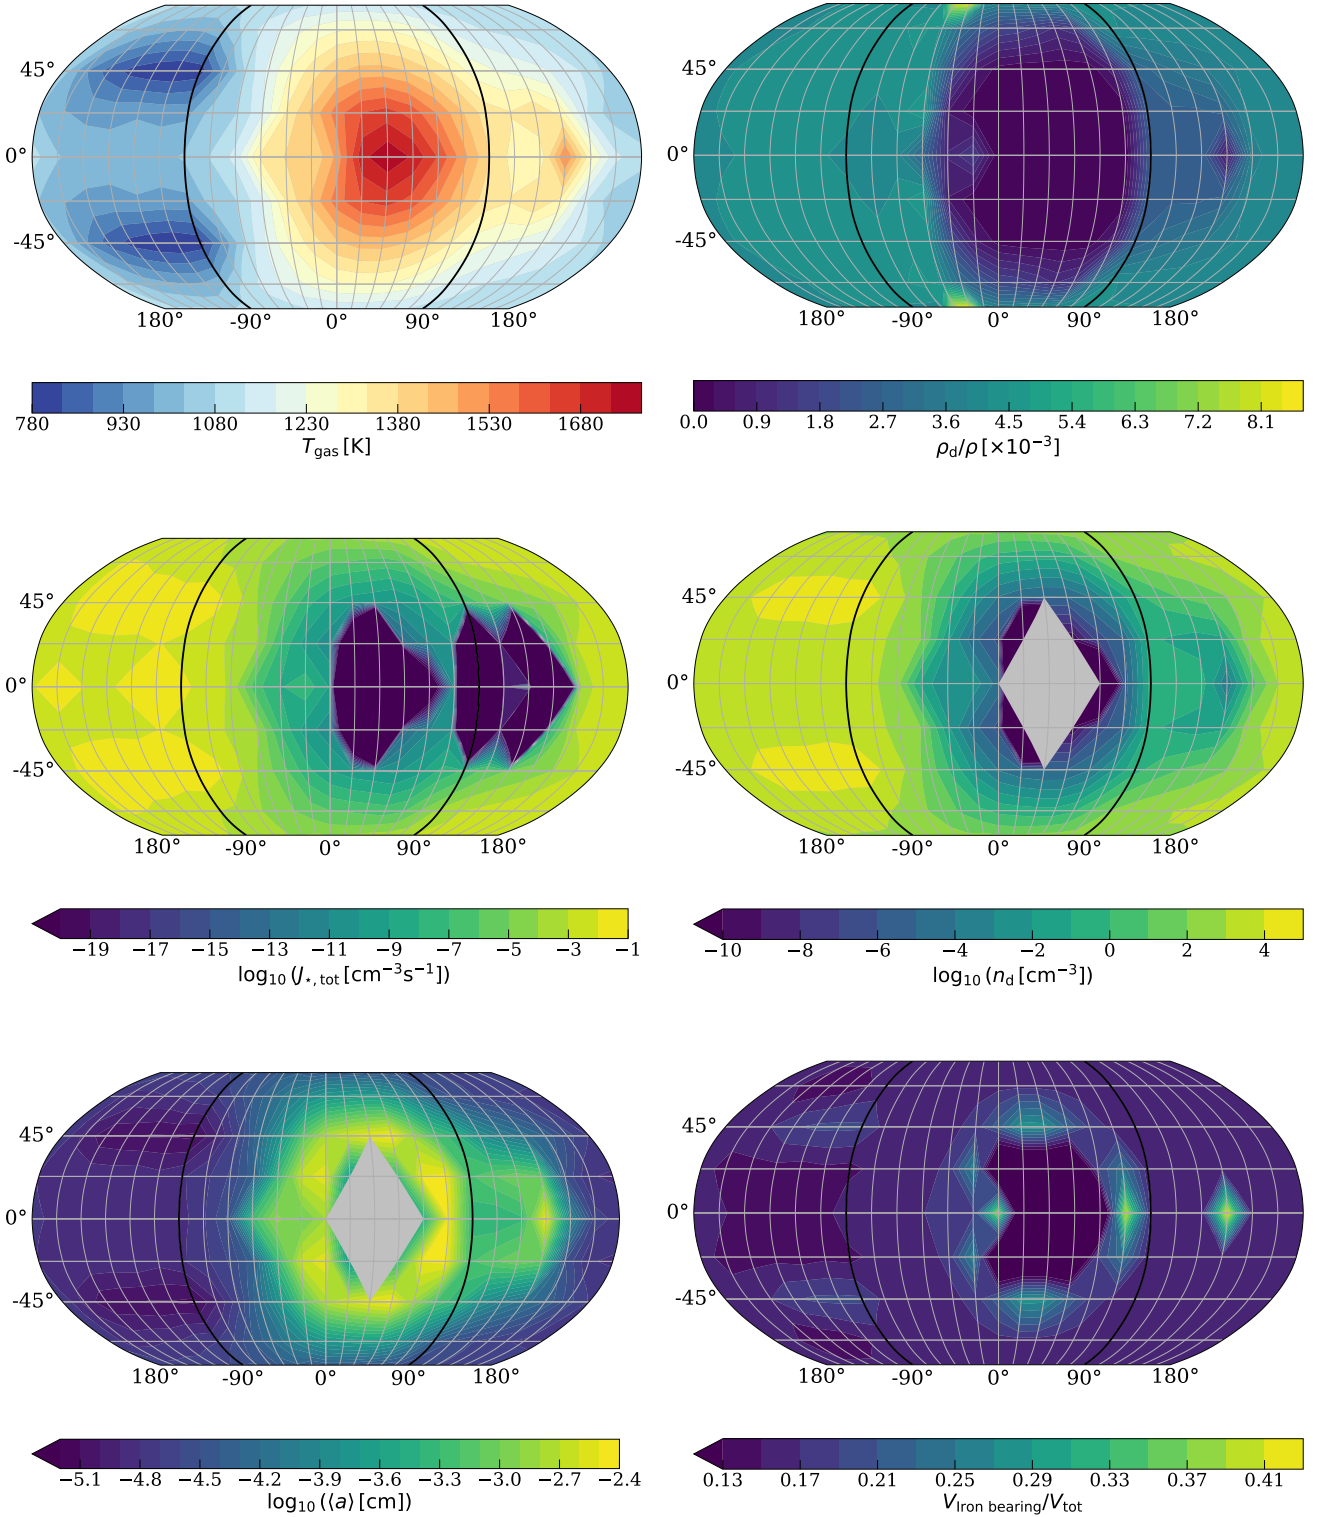 45°
0°
-45°
180° -90° 0° 90° 180°
780 930 1080 1230 1380 1530 1680
T_gas [K]
45°
0°
-45°
180° -90° 0° 90° 180°
0.0 0.9 1.8 2.7 3.6 4.5 5.4 6.3 7.2 8.1
ρ_d/ρ [×10⁻³]
45°
0°
-45°
180° -90° 0° 90° 180°
−19 −17 −15 −13 −11 −9 −7 −5 −3 −1
log₁₀ (J_⋆, tot [cm⁻³s⁻¹])
45°
0°
-45°
180° -90° 0° 90° 180°
−10 −8 −6 −4 −2 0 2 4
log₁₀ (n_d [cm⁻³])
45°
0°
-45°
180° -90° 0° 90° 180°
−5.1 −4.8 −4.5 −4.2 −3.9 −3.6 −3.3 −3.0 −2.7 −2.4
log₁₀ (⟨a⟩ [cm])
45°
0°
-45°
180° -90° 0° 90° 180°
0.13 0.17 0.21 0.25 0.29 0.33 0.37 0.41
V_Iron bearing/V_tot